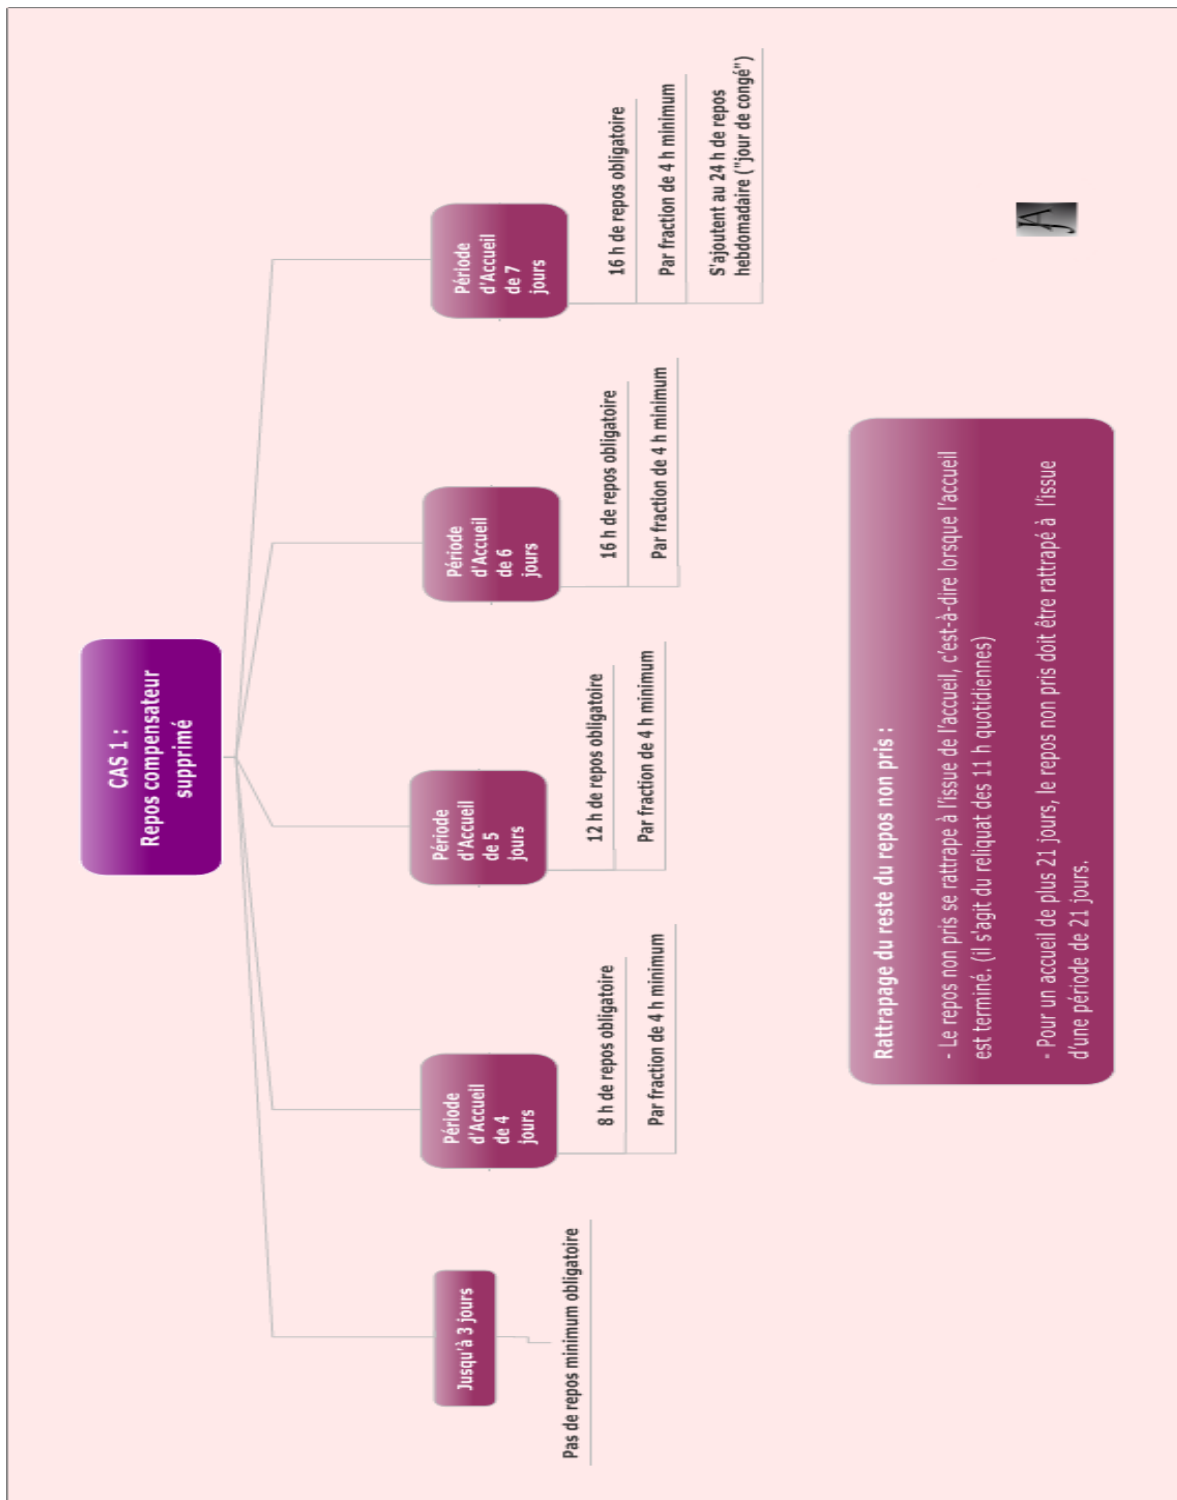 CAS 1 :
Repos compensateur
supprimé
Jusqu'à 3 jours
Pas de repos minimum obligatoire
Période
d'Accueil
de 4
jours
8 h de repos obligatoire
Par fraction de 4 h minimum
Période
d'Accueil
de 5
jours
12 h de repos obligatoire
Par fraction de 4 h minimum
Période
d'Accueil
de 6
jours
16 h de repos obligatoire
Par fraction de 4 h minimum
Période
d'Accueil
de 7
jours
16 h de repos obligatoire
Par fraction de 4 h minimum
S'ajoutent au 24 h de repos
hebdomadaire ("jour de congé")
Rattrapage du reste du repos non pris :
- Le repos non pris se rattrape à l'issue de l'accueil, c'est-à-dire lorsque l'accueil
est terminé. (il s'agit du reliquat des 11 h quotidiennes)
- Pour un accueil de plus 21 jours, le repos non pris doit être rattrapé à l'issue
d'une période de 21 jours.
JA